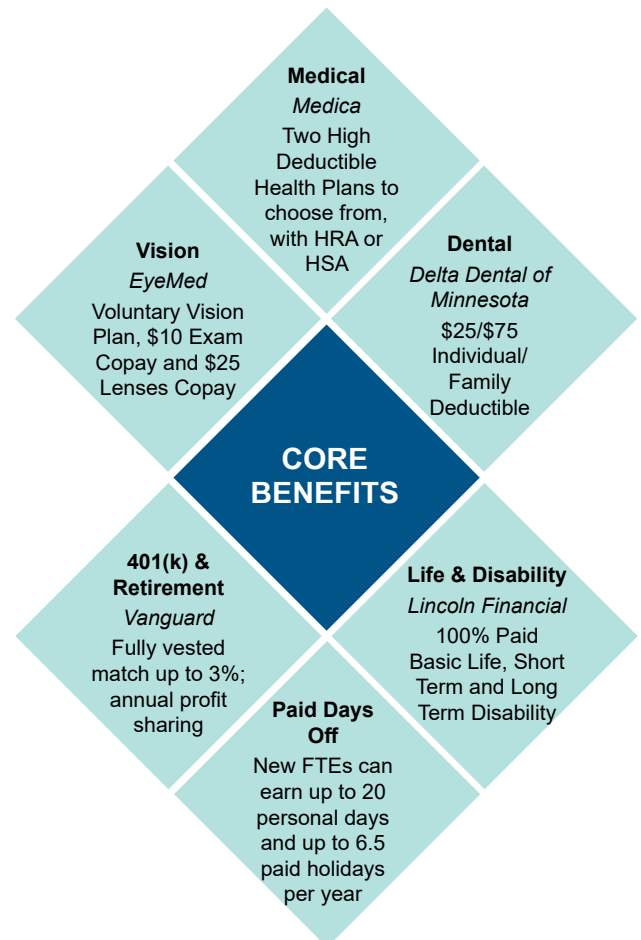 Medical
Medica
Two High
Deductible
Health Plans to
choose from,
with HRA or
HSA
Vision
EyeMed
Voluntary Vision
Plan, $10 Exam
Copay and $25
Lenses Copay
Dental
Delta Dental of
Minnesota
$25/$75
Individual/
Family
Deductible
CORE
BENEFITS
401(k) &
Retirement
Vanguard
Fully vested
match up to 3%;
annual profit
sharing
Life & Disability
Lincoln Financial
100% Paid
Basic Life, Short
Term and Long
Term Disability
Paid Days
Off
New FTEs can
earn up to 20
personal days
and up to 6.5
paid holidays
per year